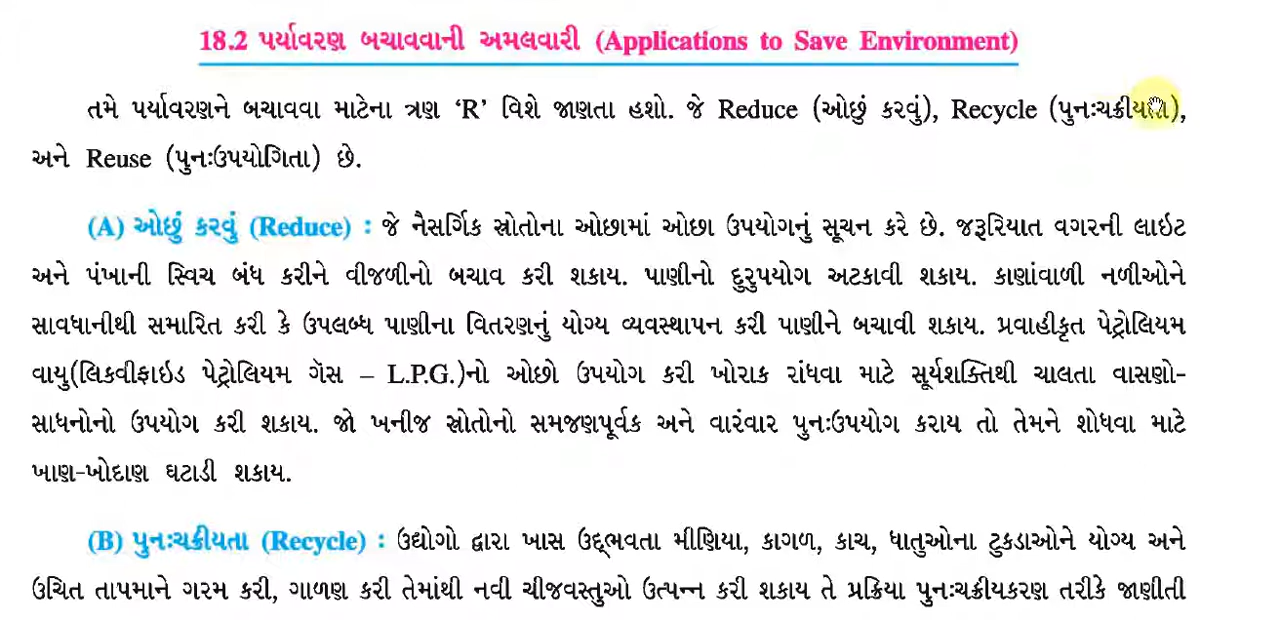 18.2 પર્યાવરણ બચાવવાની અમલવારી (Applications to Save Environment)
તમે પર્યાવરણને બચાવવા માટેના ત્રણ ‘R’ વિશે જાણતા હશો. જે Reduce (ઓછું કરવું), Recycle (પુનઃચક્રીયતા),
અને Reuse (પુનઃઉપયોગિતા) છે.
(A) ઓછું કરવું (Reduce) : જે નૈસર્ગિક સ્રોતોના ઓછામાં ઓછા ઉપયોગનું સૂચન કરે છે. જરૂરિયાત વગરની લાઇટ
અને પંખાની સ્વિચ બંધ કરીને વીજળીનો બચાવ કરી શકાય. પાણીનો દુરુપયોગ અટકાવી શકાય. કાણાંવાળી નળીઓને
સાવધાનીથી સમારિત કરી કે ઉપલબ્ધ પાણીના વિતરણનું યોગ્ય વ્યવસ્થાપન કરી પાણીને બચાવી શકાય. પ્રવાહીકૃત પેટ્રોલિયમ
વાયુ(લિક્વીફાઇડ પેટ્રોલિયમ ગૅસ – L.P.G.)નો ઓછો ઉપયોગ કરી ખોરાક રાંધવા માટે સૂર્યશક્તિથી ચાલતા વાસણો-
સાધનોનો ઉપયોગ કરી શકાય. જો ખનીજ સ્રોતોનો સમજણપૂર્વક અને વારંવાર પુનઃઉપયોગ કરાય તો તેમને શોધવા માટે
ખાણ-ખોદાણ ઘટાડી શકાય.
(B) પુનઃચક્રીયતા (Recycle) : ઉદ્યોગો દ્વારા ખાસ ઉદ્‌ભવતા મીણિયા, કાગળ, કાચ, ધાતુઓના ટુકડાઓને યોગ્ય અને
ઉચિત તાપમાને ગરમ કરી, ગાળણ કરી તેમાંથી નવી ચીજવસ્તુઓ ઉત્પન્ન કરી શકાય તે પ્રક્રિયા પુનઃચક્રીયકરણ તરીકે જાણીતી